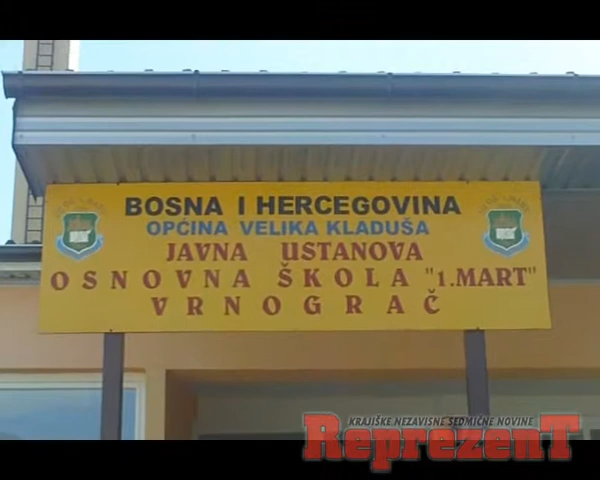 BOSNA I HERCEGOVINA
OPĆINA VELIKA KLADUŠA
JAVNA USTANOVA
OSNOVNA ŠKOLA "1.MART"
VRNOGRAČ
KRAJIŠKE NEZAVISNE SEDMIČNE NOVINE
ReprezenT